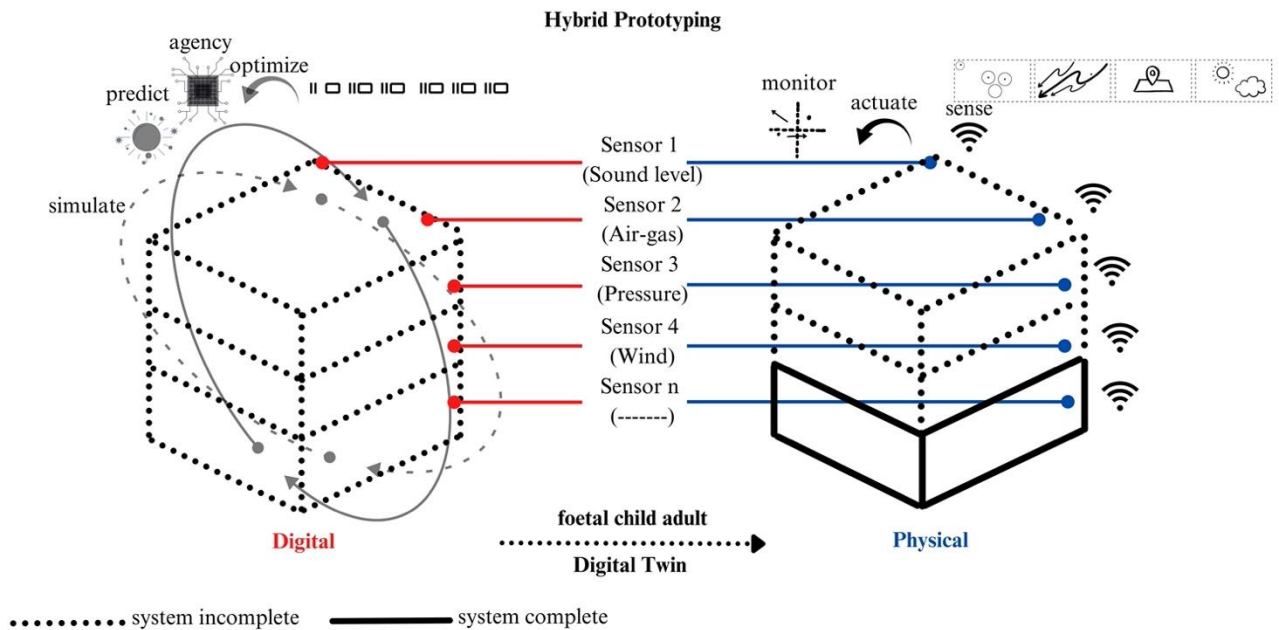 Hybrid Prototyping
agency
optimize
predict
simulate
monitor
actuate
sense
Sensor 1
(Sound level)
Sensor 2
(Air-gas)
Sensor 3
(Pressure)
Sensor 4
(Wind)
Sensor n
(-------)
Digital
foetal child adult
Digital Twin
Physical
system incomplete
system complete